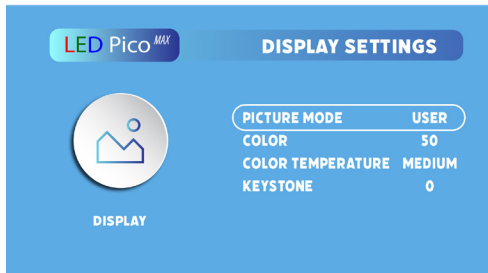 LED Pico MAX
DISPLAY SETTINGS
PICTURE MODE USER
COLOR 50
COLOR TEMPERATURE MEDIUM
KEYSTONE 0
DISPLAY